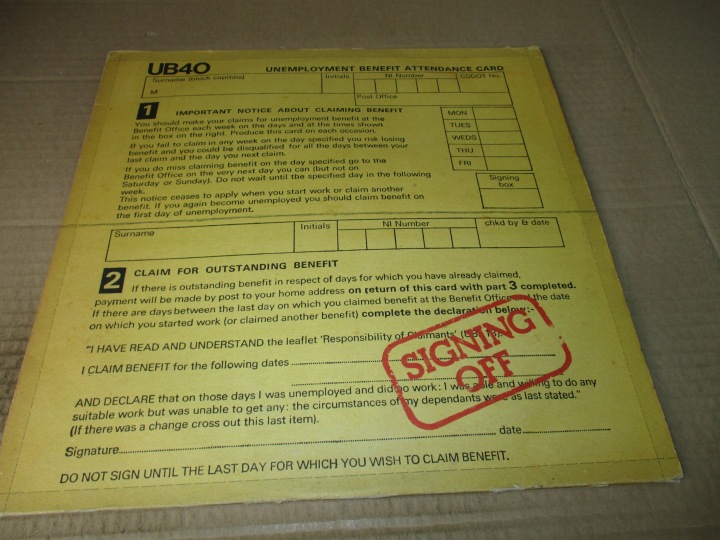 UB40 UNEMPLOYMENT BENEFIT ATTENDANCE CARD
Surname (block capitals) Initials NI Number CODOT No.
M
Post Office
1 IMPORTANT NOTICE ABOUT CLAIMING BENEFIT
You should make your claims for unemployment benefit at the
Benefit Office each week on the days and at the times shown
in the box on the right. Produce this card on each occasion.
If you fail to claim in any week on the day specified you risk losing
benefit and you could be disqualified for all the days between your
last claim and the day you next claim.
If you do miss claiming benefit on the day specified go to the
Benefit Office on the very next day you can (but not on
Saturday or Sunday). Do not wait until the specified day in the following
week.
This notice ceases to apply when you start work or claim another
benefit. If you again become unemployed you should claim benefit on
the first day of unemployment.
MON
TUES
WEDS
THU
FRI
Signing
box
Surname Initials NI Number chkd by & date
2 CLAIM FOR OUTSTANDING BENEFIT
If there is outstanding benefit in respect of days for which you have already claimed,
payment will be made by post to your home address on return of this card with part 3 completed.
If there are days between the last day on which you claimed benefit at the Benefit Office and the date
on which you started work (or claimed another benefit) complete the declaration below:-
"I HAVE READ AND UNDERSTAND the leaflet 'Responsibility of Claimants'
I CLAIM BENEFIT for the following dates
AND DECLARE that on those days I was unemployed and did no work: I was able and willing to do any
suitable work but was unable to get any: the circumstances of my dependants were as last stated."
(If there was a change cross out this last item).
Signature date
DO NOT SIGN UNTIL THE LAST DAY FOR WHICH YOU WISH TO CLAIM BENEFIT.
SIGNING
OFF